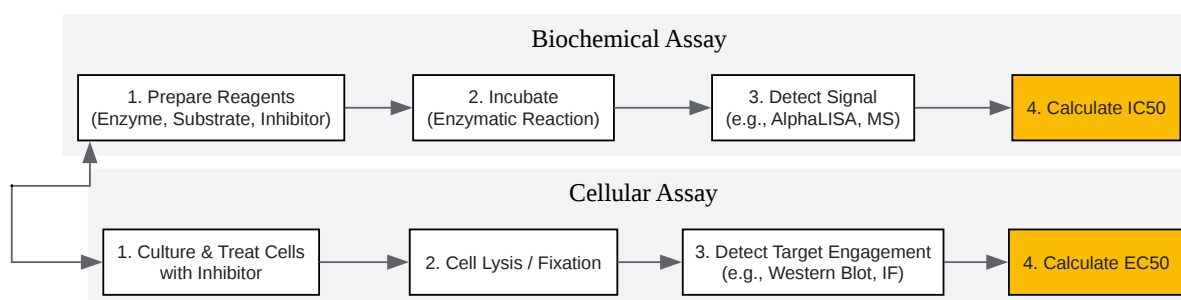 Biochemical Assay
1. Prepare Reagents
(Enzyme, Substrate, Inhibitor)
2. Incubate
(Enzymatic Reaction)
3. Detect Signal
(e.g., AlphaLISA, MS)
4. Calculate IC50
Cellular Assay
1. Culture & Treat Cells
with Inhibitor
2. Cell Lysis / Fixation
3. Detect Target Engagement
(e.g., Western Blot, IF)
4. Calculate EC50